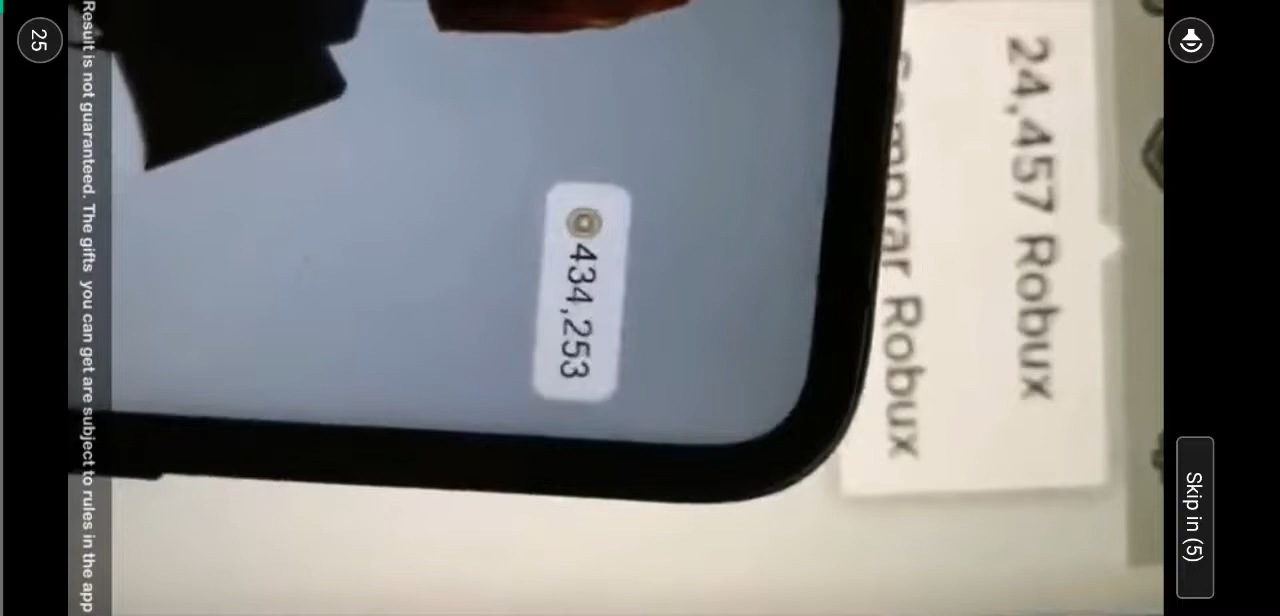 24,457 Robux
Comprar Robux
434,253
Skip in (5)
25
Result is not guaranteed. The gifts you can get are subject to rules in the app